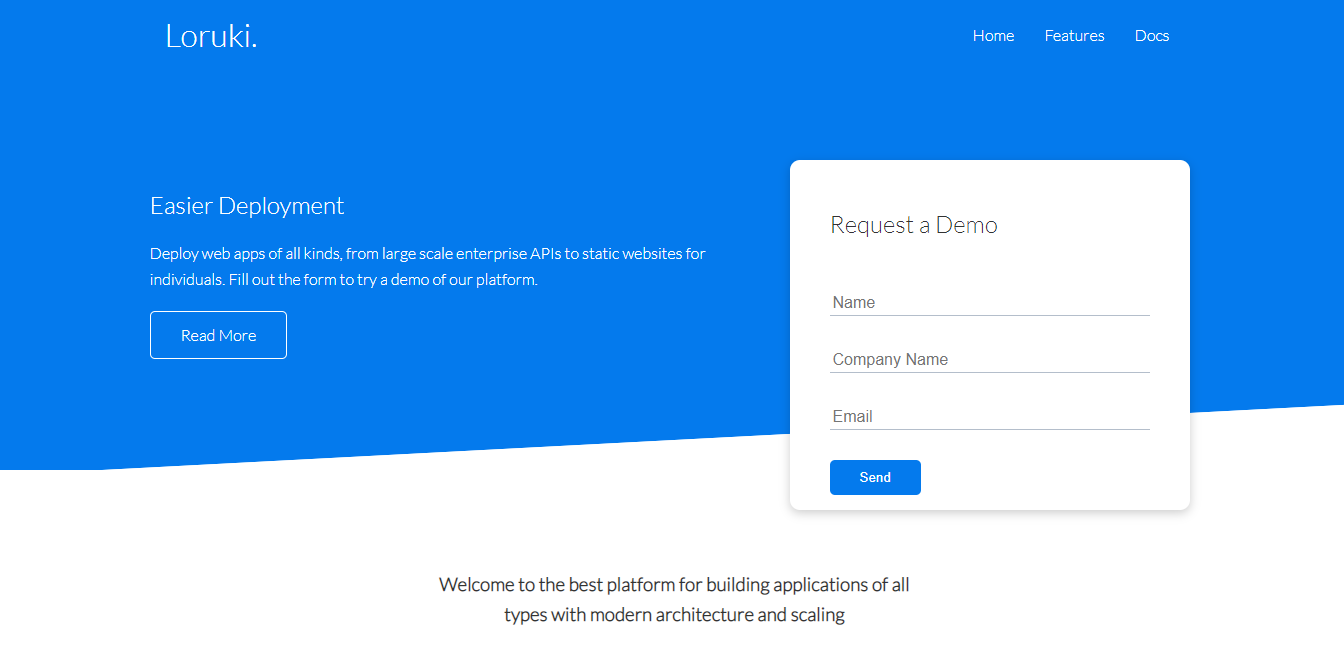 Loruki.
Home
Features
Docs
Easier Deployment
Deploy web apps of all kinds, from large scale enterprise APIs to static websites for
individuals. Fill out the form to try a demo of our platform.
Read More
Request a Demo
Name
Company Name
Email
Send
Welcome to the best platform for building applications of all
types with modern architecture and scaling